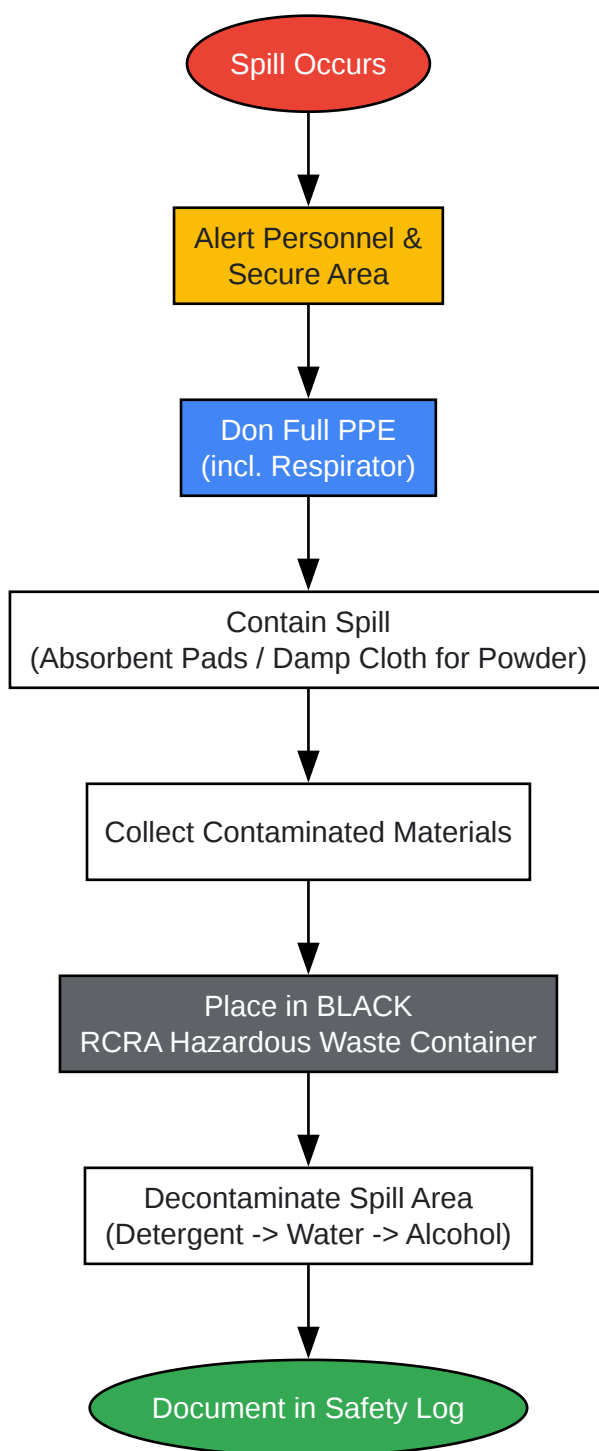 Spill Occurs
Alert Personnel &
Secure Area
Don Full PPE
(incl. Respirator)
Contain Spill
(Absorbent Pads / Damp Cloth for Powder)
Collect Contaminated Materials
Place in BLACK
RCRA Hazardous Waste Container
Decontaminate Spill Area
(Detergent -> Water -> Alcohol)
Document in Safety Log